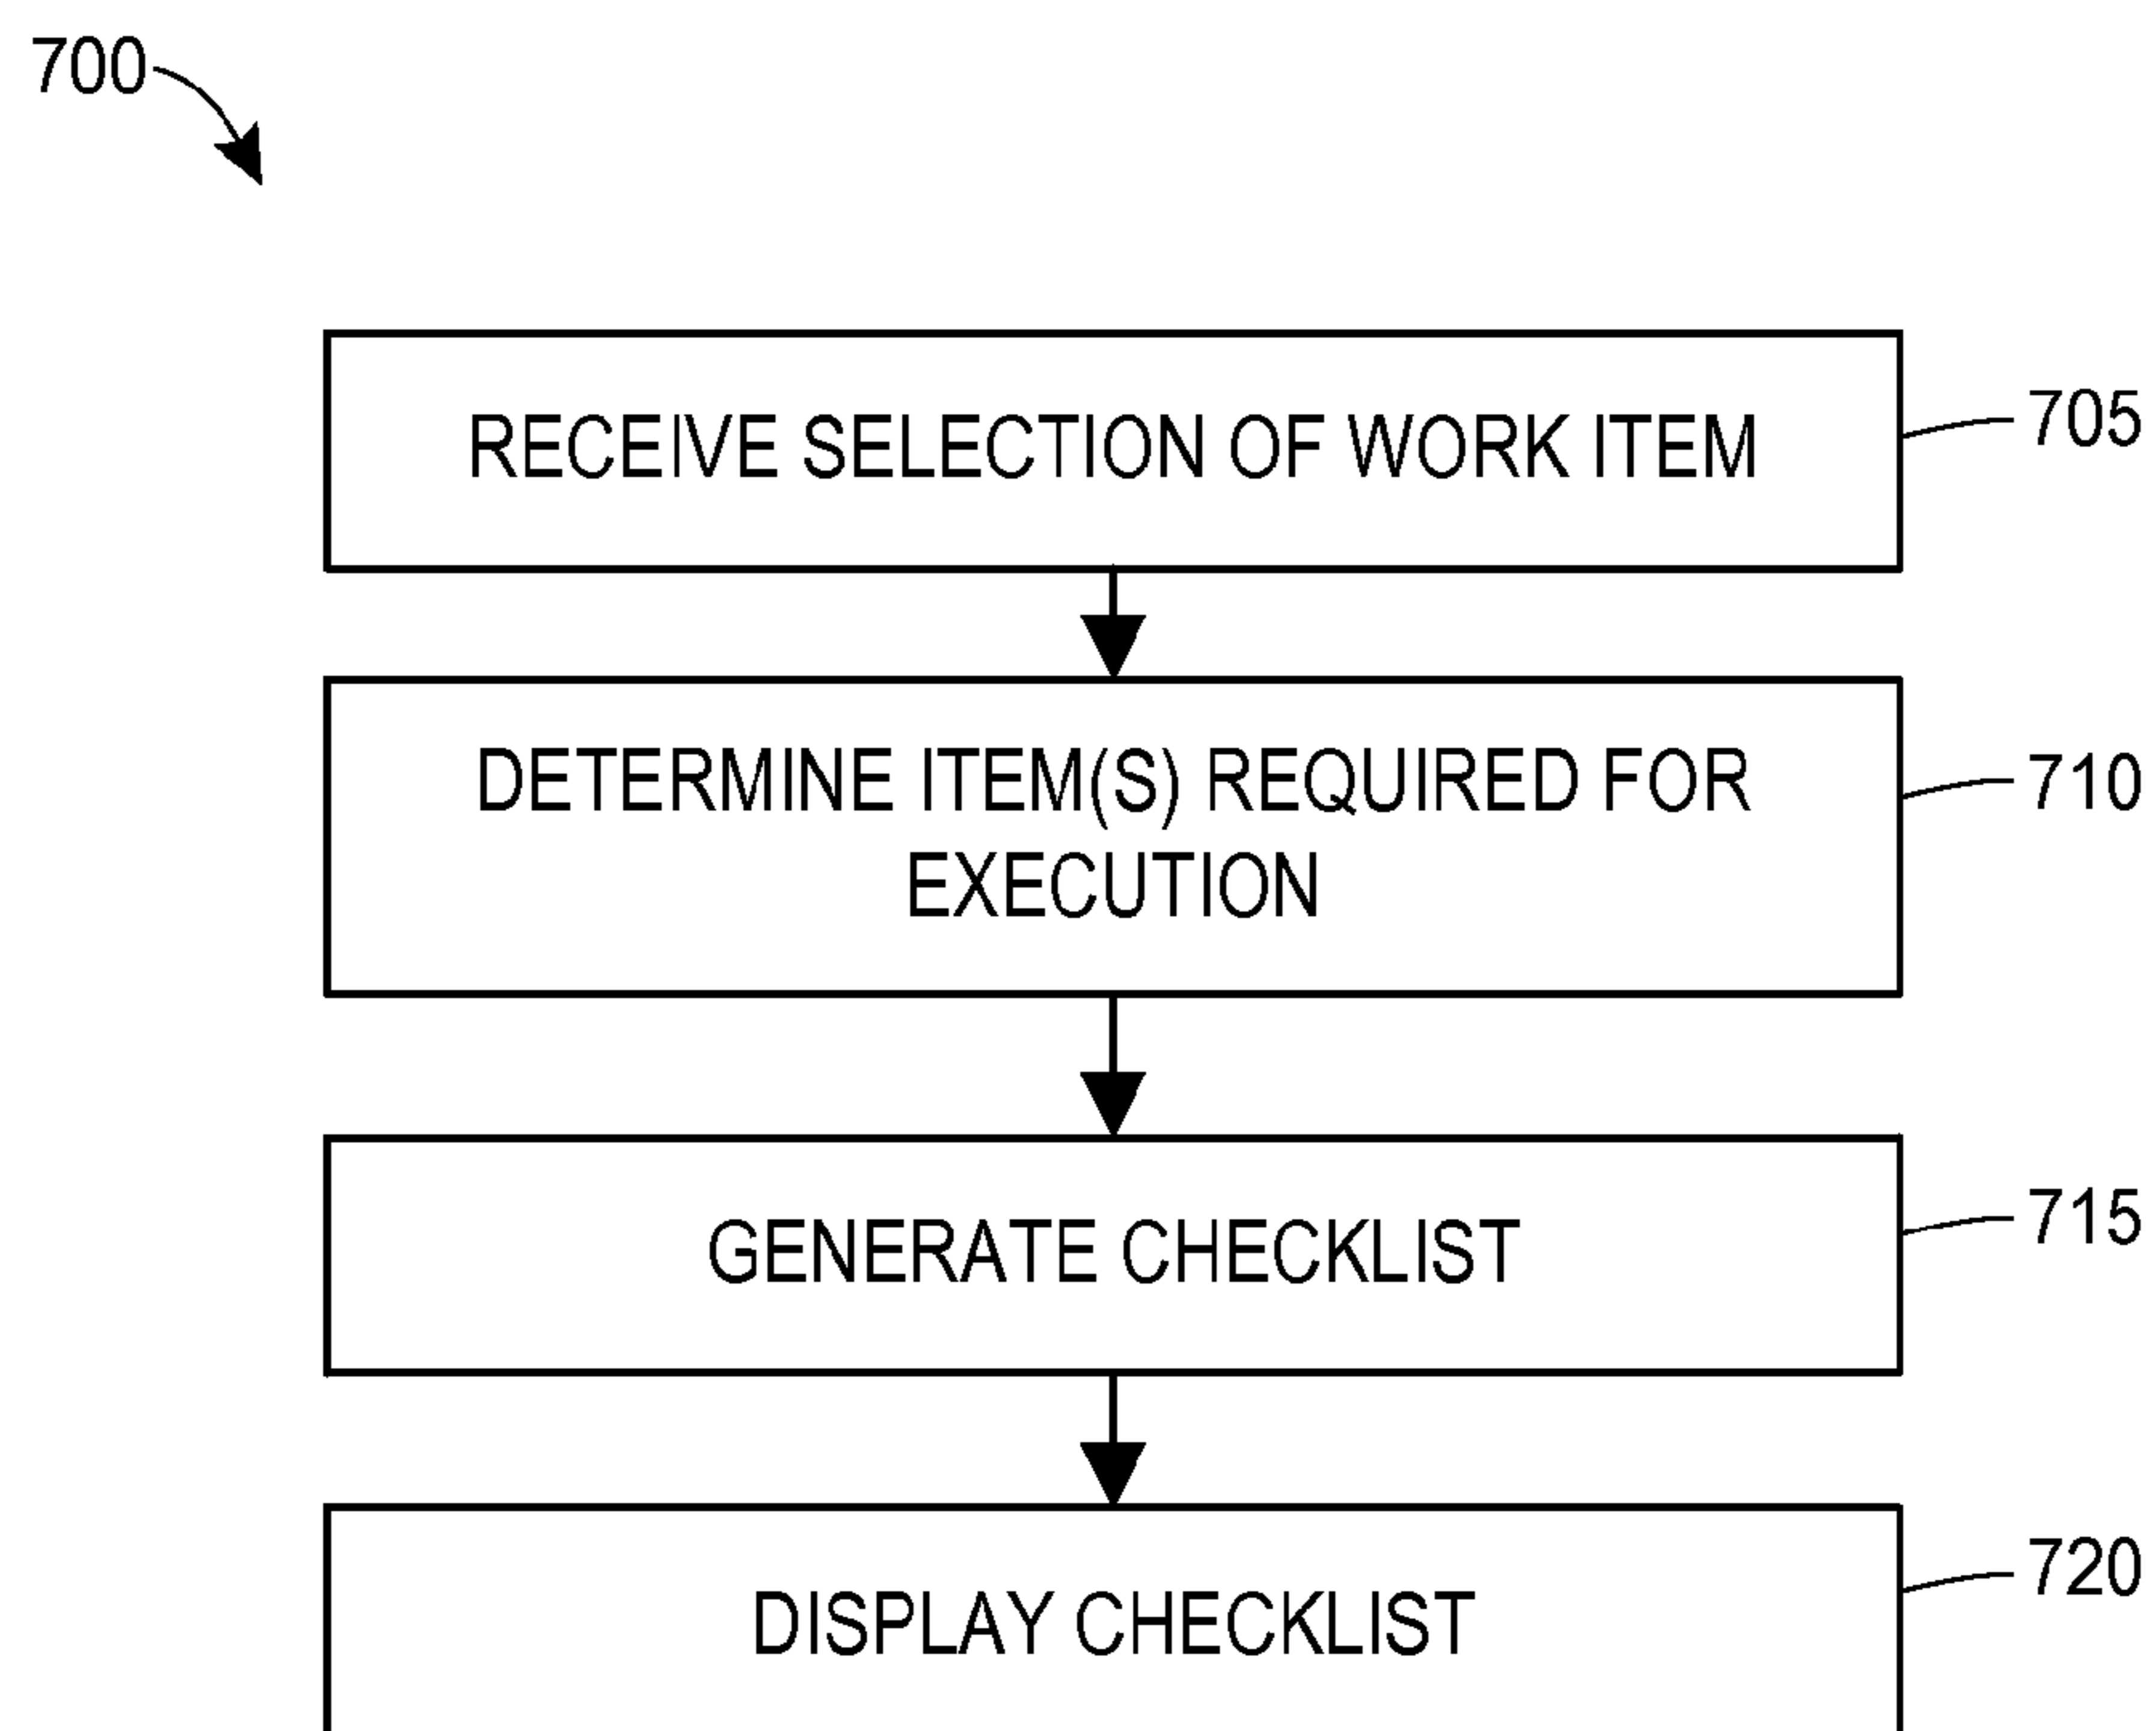 700
RECEIVE SELECTION OF WORK ITEM
705
DETERMINE ITEM(S) REQUIRED FOR
EXECUTION
710
GENERATE CHECKLIST
715
DISPLAY CHECKLIST
720